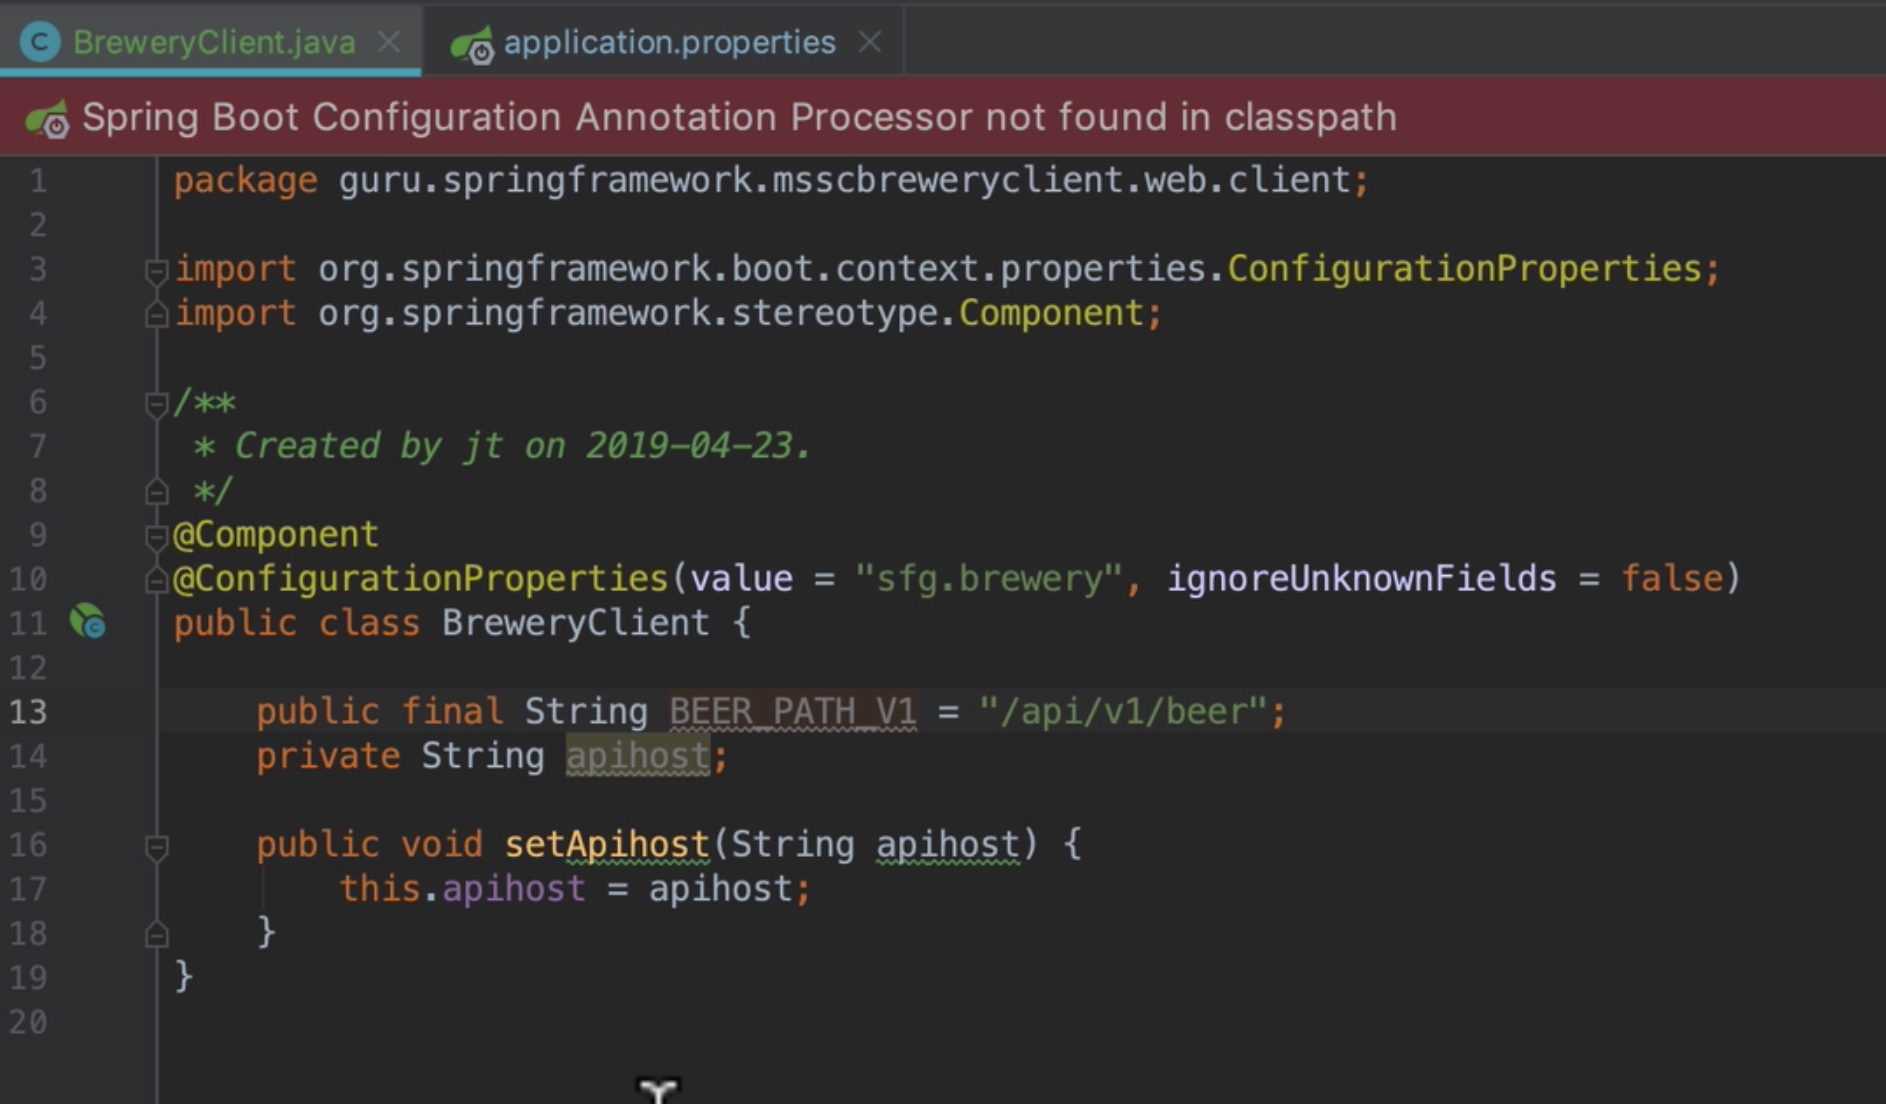 BreweryClient.java application.properties
Spring Boot Configuration Annotation Processor not found in classpath
1 package guru.springframework.msscbreweryclient.web.client;
2
3 import org.springframework.boot.context.properties.ConfigurationProperties;
4 import org.springframework.stereotype.Component;
5
6 /**
7 * Created by jt on 2019-04-23.
8 */
9 @Component
10 @ConfigurationProperties(value = "sfg.brewery", ignoreUnknownFields = false)
11 public class BreweryClient {
12
13 public final String BEER_PATH_V1 = "/api/v1/beer";
14 private String apihost;
15
16 public void setApihost(String apihost) {
17 this.apihost = apihost;
18 }
19 }
20